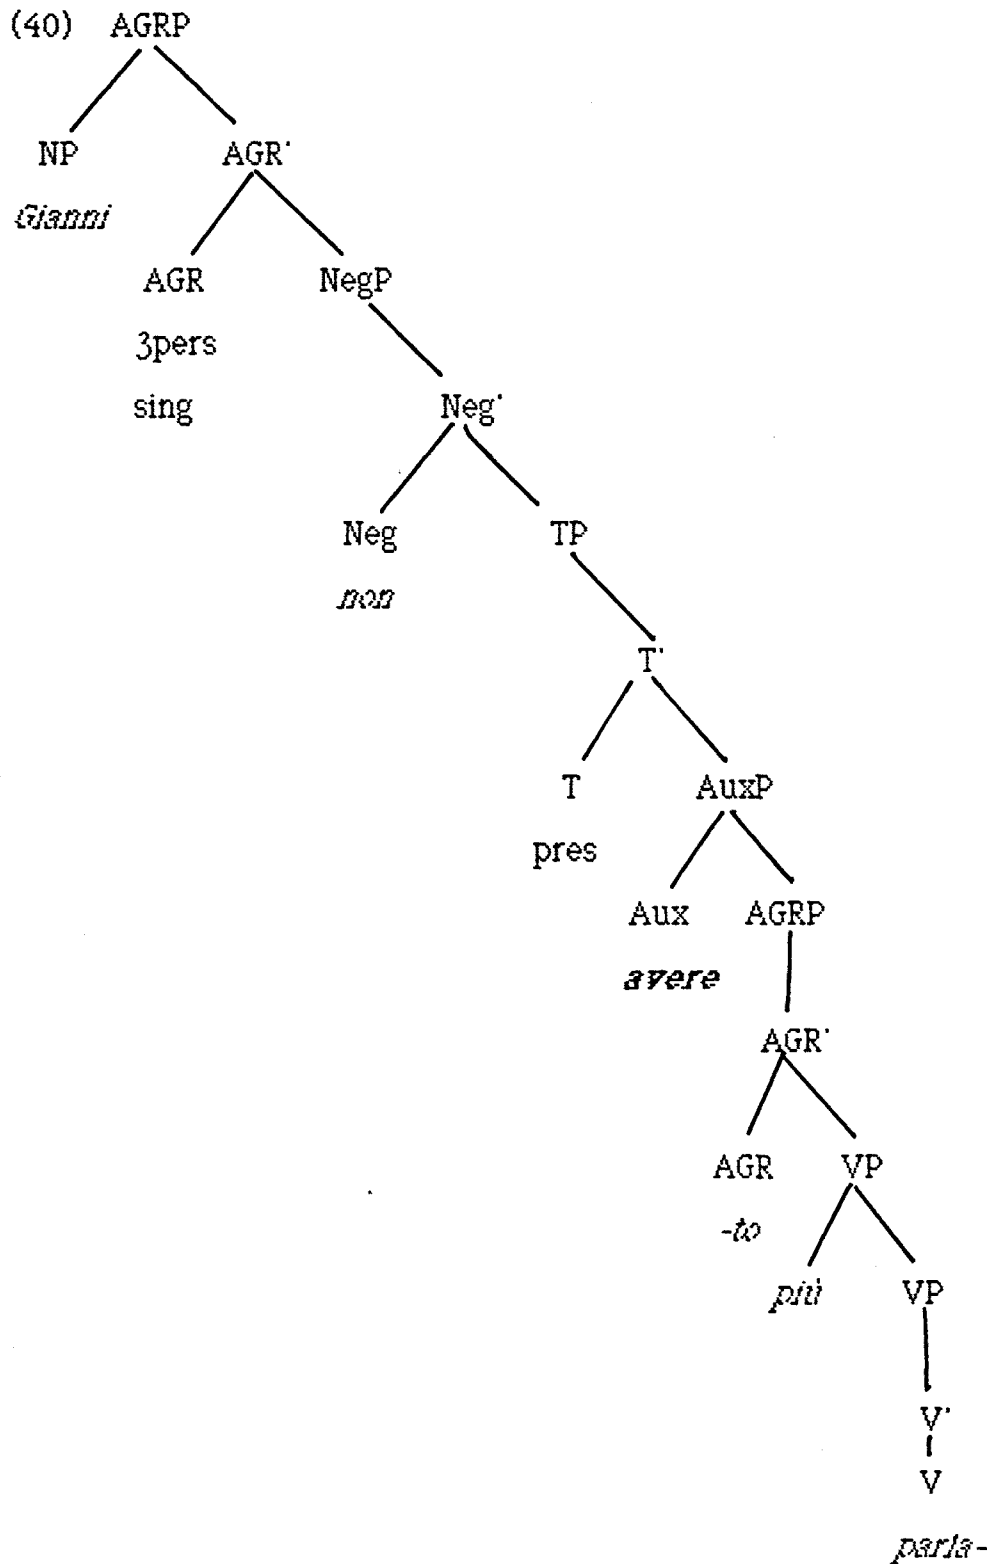 (40) AGRP
NP AGR'
Gianni
AGR NegP
3pers
sing Neg'
Neg TP
non
T'
T AuxP
pres
Aux AGRP
avere
AGR'
AGR VP
-to
più VP
V'
V
parla-